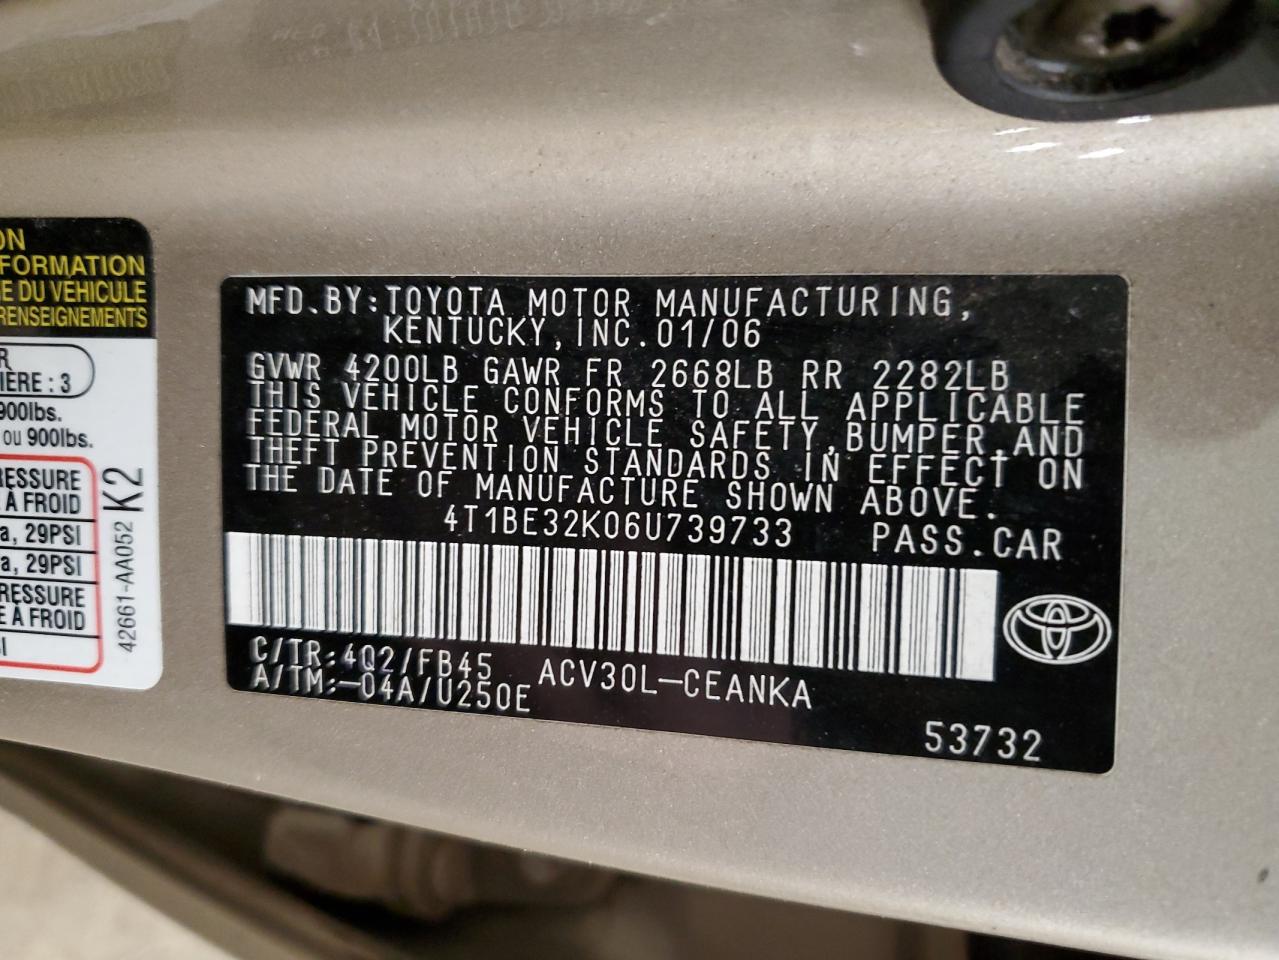 ON
FORMATION
E DU VÉHICULE
RENSEIGNEMENTS
R
IÈRE : 3
900lbs.
ou 900lbs.
RESSURE
E À FROID
a, 29PSI
a, 29PSI
RESSURE
E À FROID
42661-AA052 K2
MFD.BY:TOYOTA MOTOR MANUFACTURING,
KENTUCKY,INC.01/06
GVWR 4200LB GAWR FR 2668LB RR 2282LB
THIS VEHICLE CONFORMS TO ALL APPLICABLE
FEDERAL MOTOR VEHICLE SAFETY,BUMPER,AND
THEFT PREVENTION STANDARDS IN EFFECT ON
THE DATE OF MANUFACTURE SHOWN ABOVE.
4T1BE32K06U739733 PASS.CAR
C/TR:4Q2/FB45 ACV30L-CEANKA
A/TM:-04A/U250E
53732